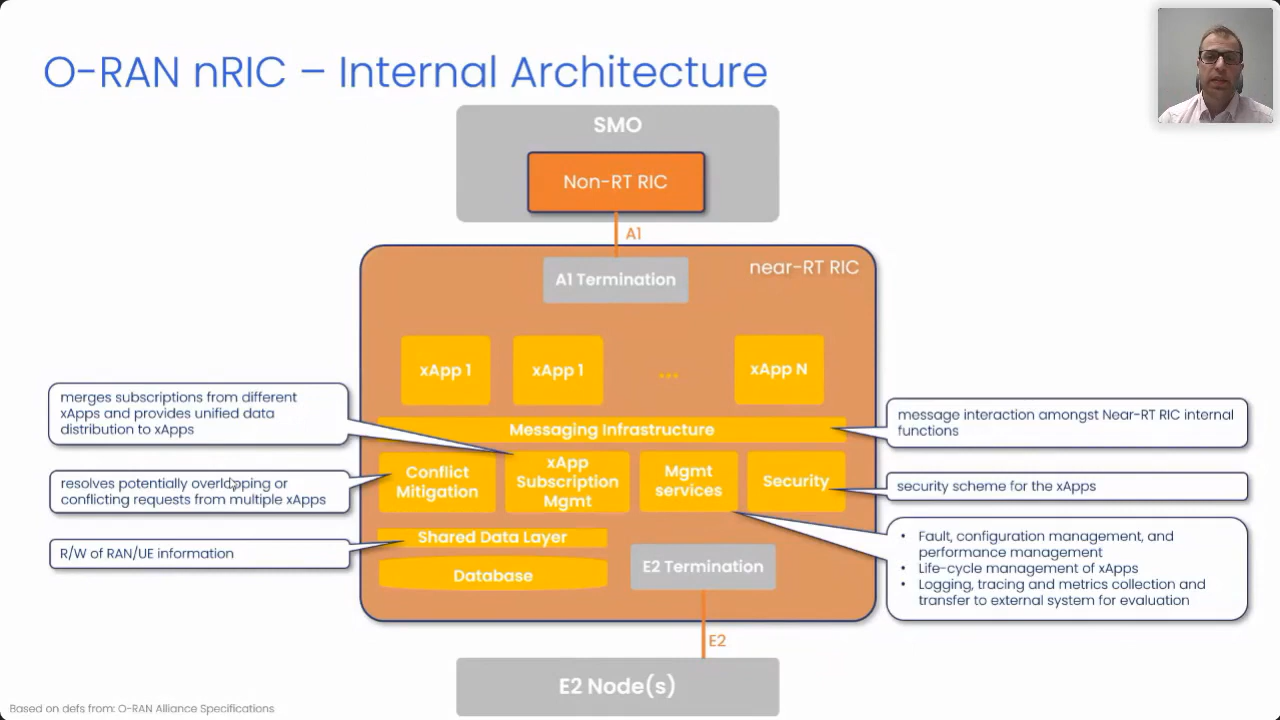 O-RAN nRIC – Internal Architecture
SMO
Non-RT RIC
A1
near-RT RIC
A1 Termination
xApp 1
xApp 1
...
xApp N
merges subscriptions from different
xApps and provides unified data
distribution to xApps
Messaging Infrastructure
message interaction amongst Near-RT RIC internal
functions
resolves potentially overlapping or
conflicting requests from multiple xApps
Conflict
Mitigation
xApp
Subscription
Mgmt
Mgmt
services
Security
security scheme for the xApps
R/W of RAN/UE information
Shared Data Layer
Database
E2 Termination
• Fault, configuration management, and
performance management
• Life-cycle management of xApps
• Logging, tracing and metrics collection and
transfer to external system for evaluation
E2
E2 Node(s)
Based on defs from: O-RAN Alliance Specifications